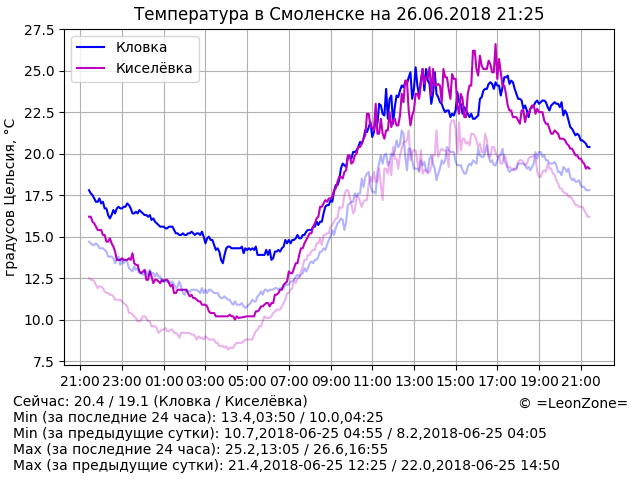 Температура в Смоленске на 26.06.2018 21:25
27.5
25.0
22.5
20.0
17.5
15.0
12.5
10.0
7.5
градусов Цельсия, °C
Кловка
Киселёвка
21:00 23:00 01:00 03:00 05:00 07:00 09:00 11:00 13:00 15:00 17:00 19:00 21:00
Сейчас: 20.4 / 19.1 (Кловка / Киселёвка)
© =LeonZone=
Min (за последние 24 часа): 13.4,03:50 / 10.0,04:25
Min (за предыдущие сутки): 10.7,2018-06-25 04:55 / 8.2,2018-06-25 04:05
Max (за последние 24 часа): 25.2,13:05 / 26.6,16:55
Max (за предыдущие сутки): 21.4,2018-06-25 12:25 / 22.0,2018-06-25 14:50